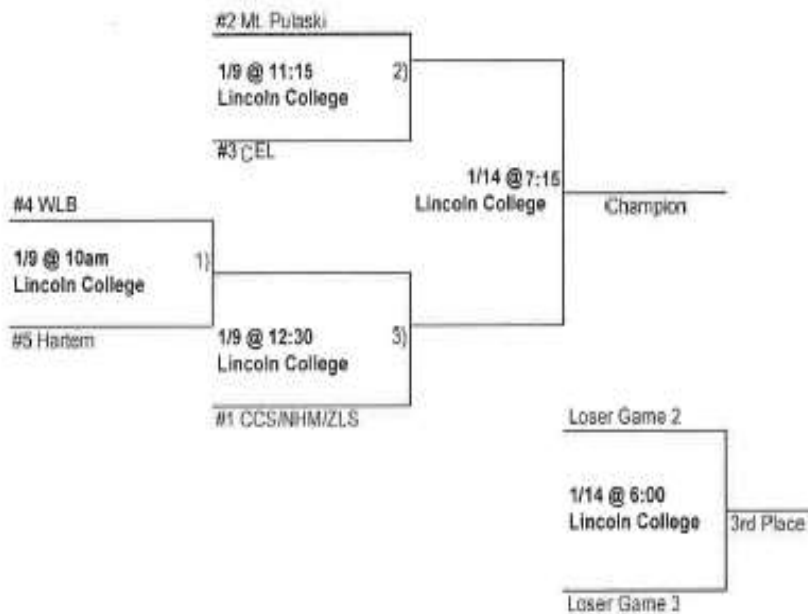 #2 Mt. Pulaski
1/9 @ 11:15
2)
Lincoln College
#3 CEL
1/14 @ 7:15
Lincoln College
Champion
#4 WLB
1/9 @ 10am
1)
Lincoln College
#5 Hartem
1/9 @ 12:30
3)
Lincoln College
#1 CCS/NHM/ZLS
Loser Game 2
1/14 @ 6:00
Lincoln College
3rd Place
Loser Game 3